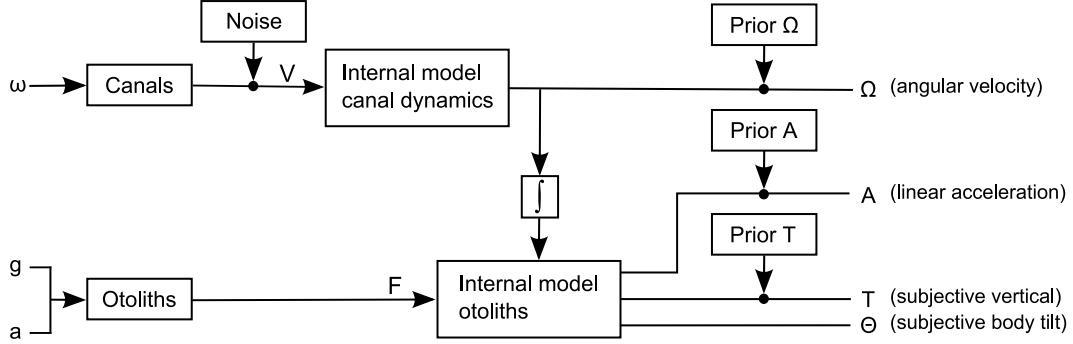 Noise
Prior Ω
ω
Canals
V
Internal model
canal dynamics
Ω (angular velocity)
Prior A
∫
A (linear acceleration)
Prior T
g
a
Otoliths
F
Internal model
otoliths
T (subjective vertical)
Θ (subjective body tilt)